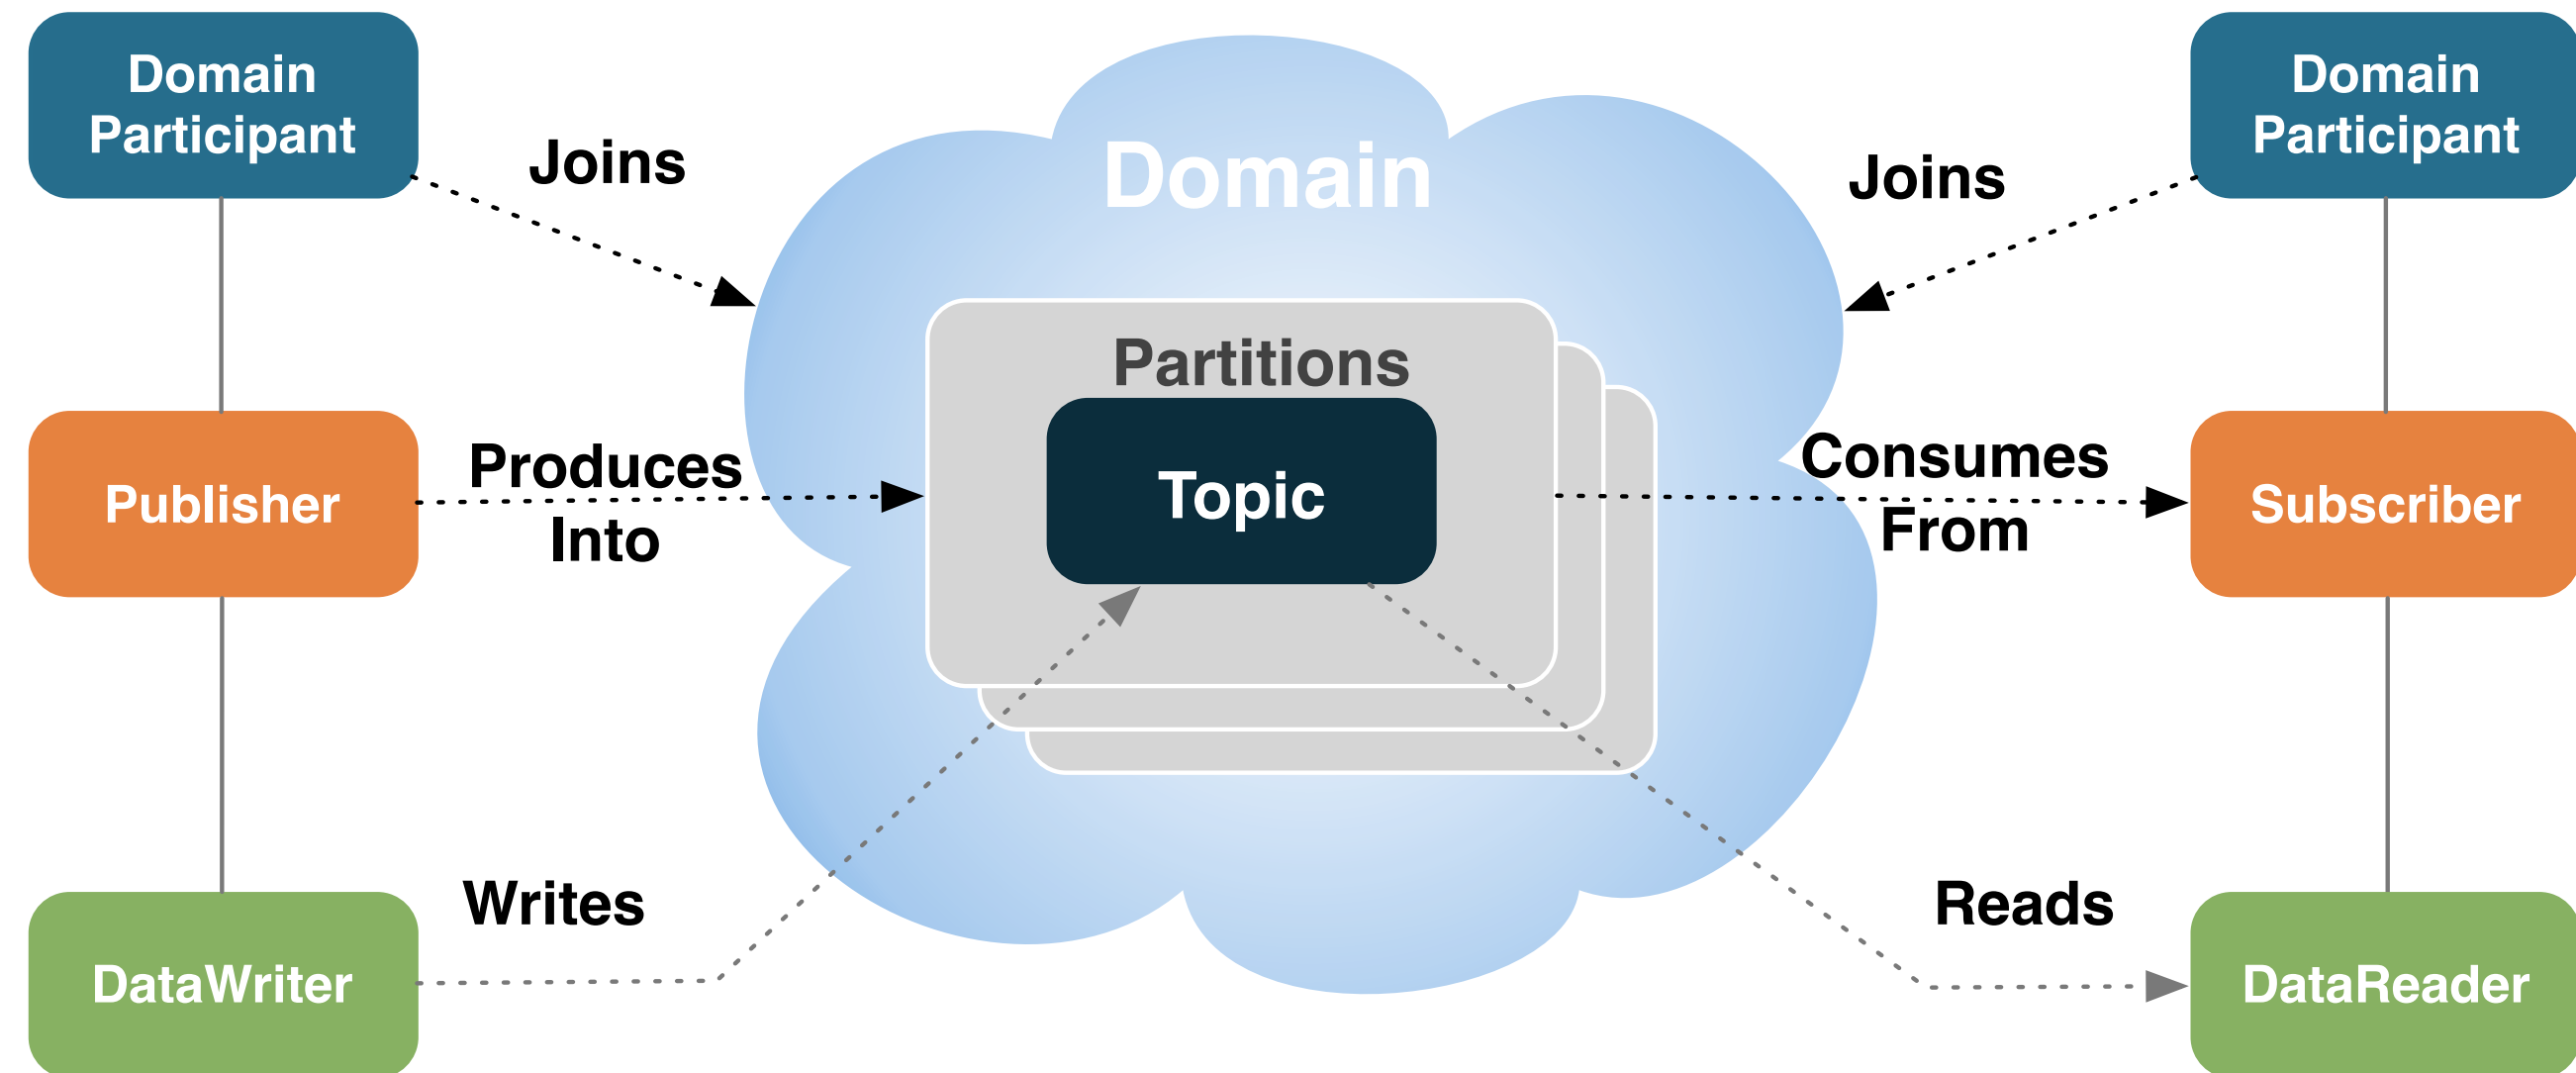 Domain
Participant
Joins
Domain
Joins
Domain
Participant
Partitions
Publisher
Produces
Into
Topic
Consumes
From
Subscriber
Writes
Reads
DataWriter
DataReader